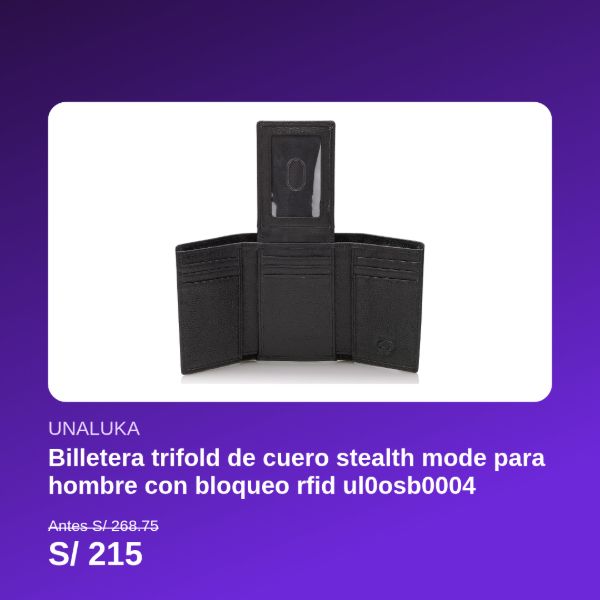 UNALUKA
Billetera trifold de cuero stealth mode para
hombre con bloqueo rfid ul0osb0004
Antes S/ 268.75
S/ 215